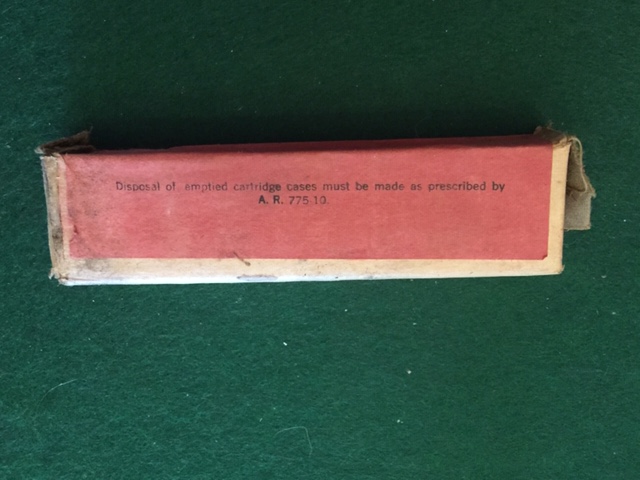 Disposal of emptied cartridge cases must be made as prescribed by
A. R. 775-10.